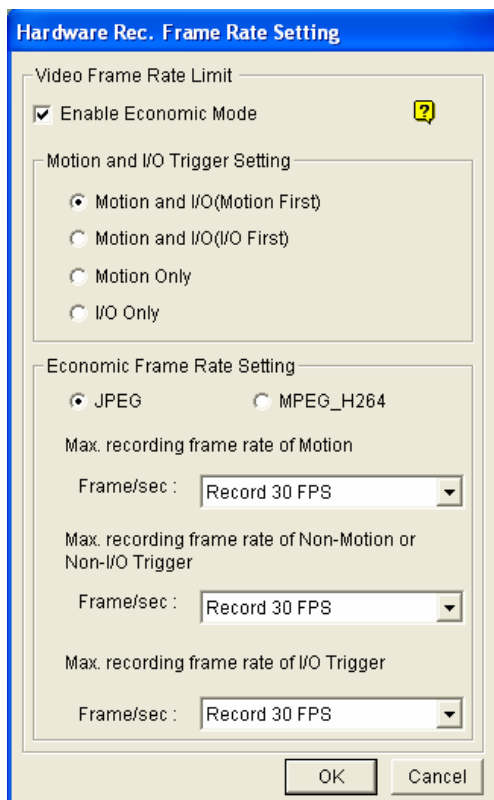 Hardware Rec. Frame Rate Setting
Video Frame Rate Limit
Enable Economic Mode
?
Motion and I/O Trigger Setting
Motion and I/O(Motion First)
Motion and I/O(I/O First)
Motion Only
I/O Only
Economic Frame Rate Setting
JPEG MPEG_H264
Max. recording frame rate of Motion
Frame/sec : Record 30 FPS
Max. recording frame rate of Non-Motion or
Non-I/O Trigger
Frame/sec : Record 30 FPS
Max. recording frame rate of I/O Trigger
Frame/sec : Record 30 FPS
OK Cancel